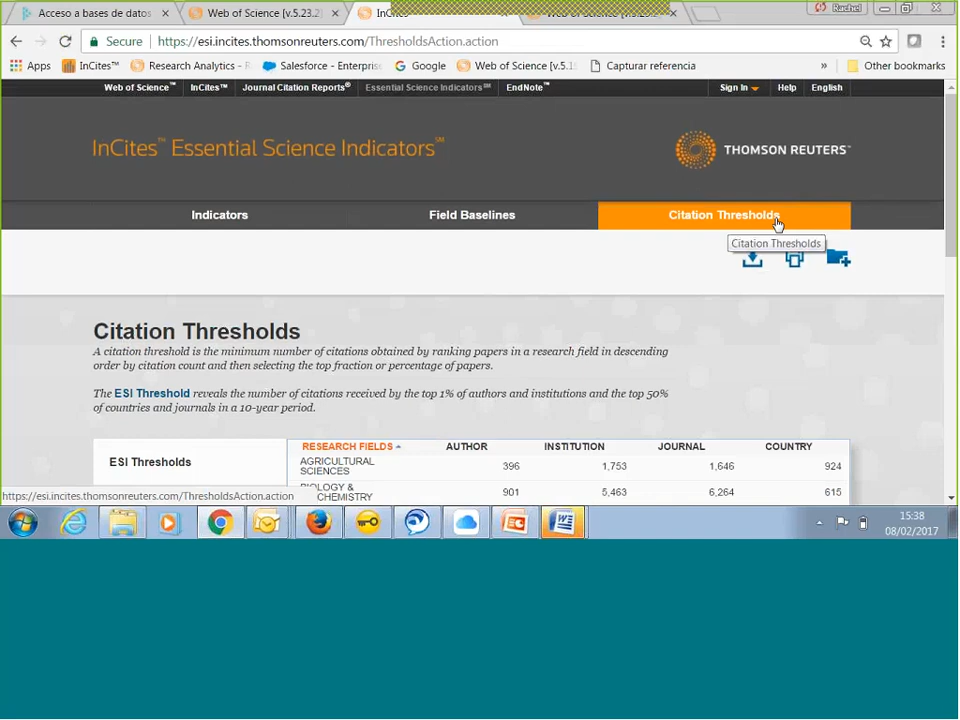 Acceso a bases de datos
Web of Science [v.5.23.2]
InCites
Web of Science [v.5.23.2]
Rachel
Secure
https://esi.incites.thomsonreuters.com/ThresholdsAction.action
Apps
InCites™
Research Analytics - R
Salesforce - Enterpris
Google
Web of Science [v.5.1
Capturar referencia
»
Other bookmarks
Web of Science™
InCites™
Journal Citation Reports®
Essential Science Indicators℠
EndNote™
Sign In
Help
English
InCites™ Essential Science Indicators℠
THOMSON REUTERS™
Indicators
Field Baselines
Citation Thresholds
Citation Thresholds
Citation Thresholds
A citation threshold is the minimum number of citations obtained by ranking papers in a research field in descending
order by citation count and then selecting the top fraction or percentage of papers.
The ESI Threshold reveals the number of citations received by the top 1% of authors and institutions and the top 50%
of countries and journals in a 10-year period.
ESI Thresholds
RESEARCH FIELDS AUTHOR INSTITUTION JOURNAL COUNTRY
AGRICULTURAL
SCIENCES 396 1,753 1,646 924
BIOLOGY &
CHEMISTRY 901 5,463 6,264 615
https://esi.incites.thomsonreuters.com/ThresholdsAction.action
15:38
08/02/2017